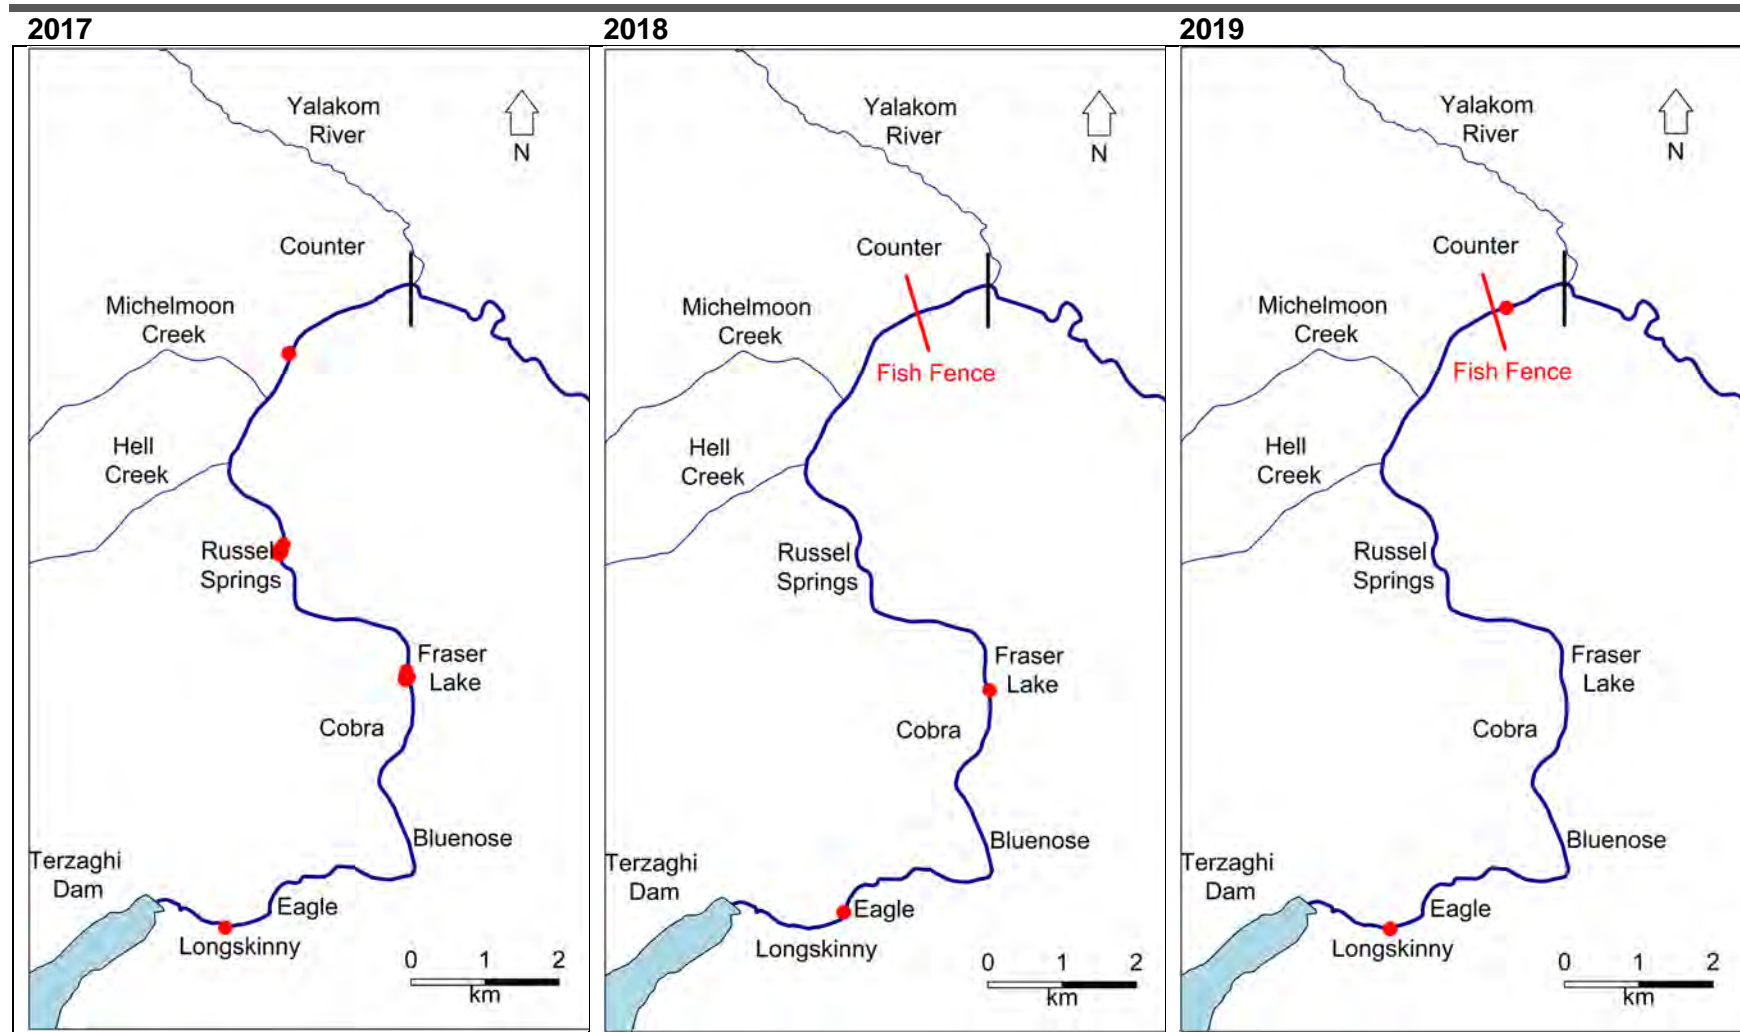 2017
Yalakom
River
N
Counter
Michelmoon
Creek
Hell
Creek
Russel
Springs
Fraser
Lake
Cobra
Bluenose
Terzaghi
Dam
Eagle
Longskinny
0 1 2
km
2018
Yalakom
River
N
Counter
Michelmoon
Creek
Fish Fence
Hell
Creek
Russel
Springs
Fraser
Lake
Cobra
Bluenose
Terzaghi
Dam
Eagle
Longskinny
0 1 2
km
2019
Yalakom
River
N
Counter
Michelmoon
Creek
Fish Fence
Hell
Creek
Russel
Springs
Fraser
Lake
Cobra
Bluenose
Terzaghi
Dam
Eagle
Longskinny
0 1 2
km